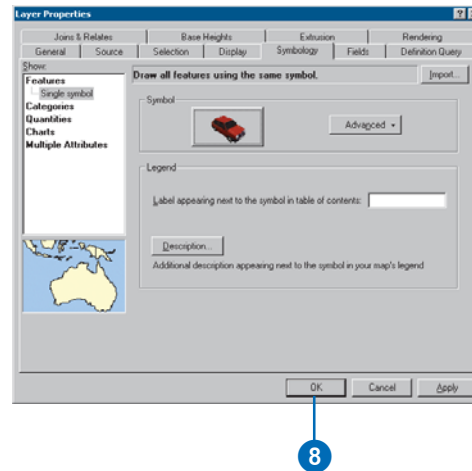 Layer Properties
Joins & Relates Base Heights Extrusion Rendering
General Source Selection Display Symbology Fields Definition Query
Show:
Features
Single symbol
Categories
Quantities
Charts
Multiple Attributes
Draw all features using the same symbol.
Import...
Symbol
Advanced
Legend
Label appearing next to the symbol in table of contents:
Description...
Additional description appearing next to the symbol in your map's legend
OK Cancel Apply
8